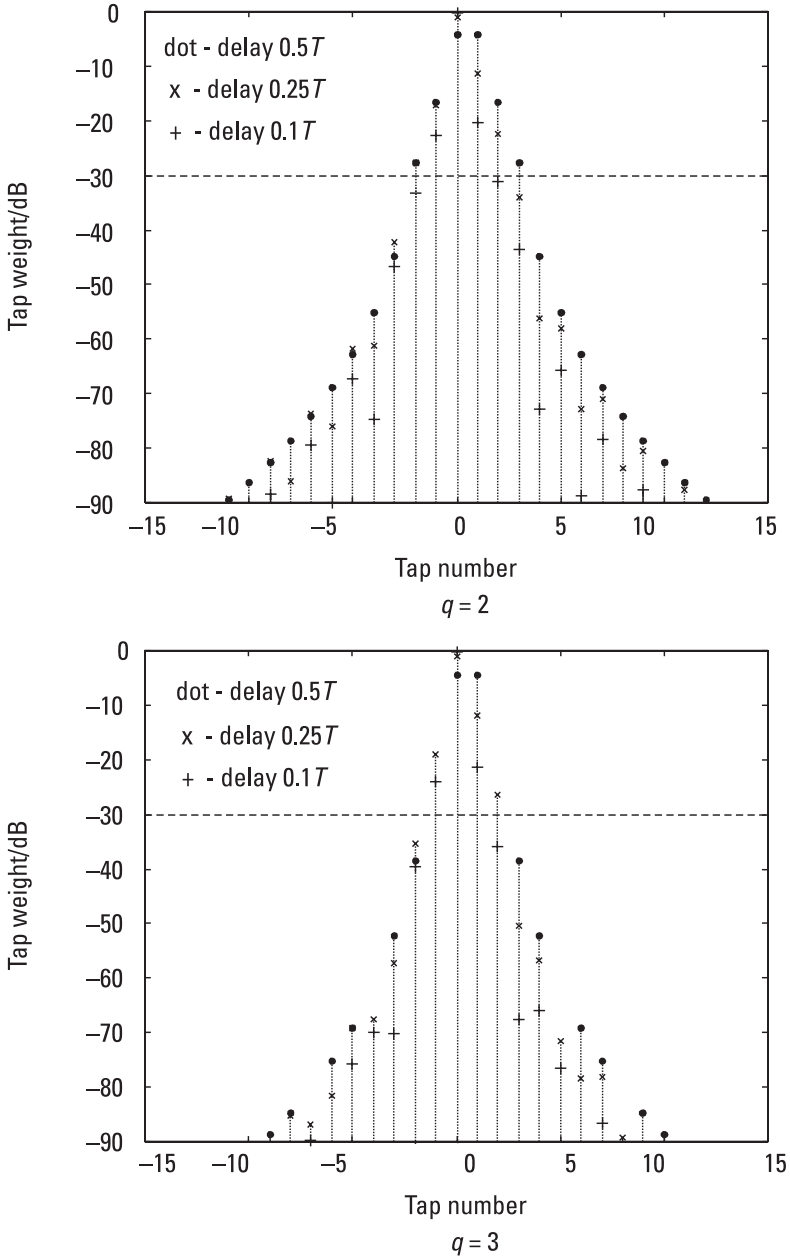 0
−10
−20
−30
−40
−50
−60
−70
−80
−90
Tap weight/dB
dot - delay 0.5T
x - delay 0.25T
+ - delay 0.1T
−15 −10 −5 0 5 10 15
Tap number
q = 2
0
−10
−20
−30
−40
−50
−60
−70
−80
−90
Tap weight/dB
dot - delay 0.5T
x - delay 0.25T
+ - delay 0.1T
−15 −10 −5 0 5 10 15
Tap number
q = 3